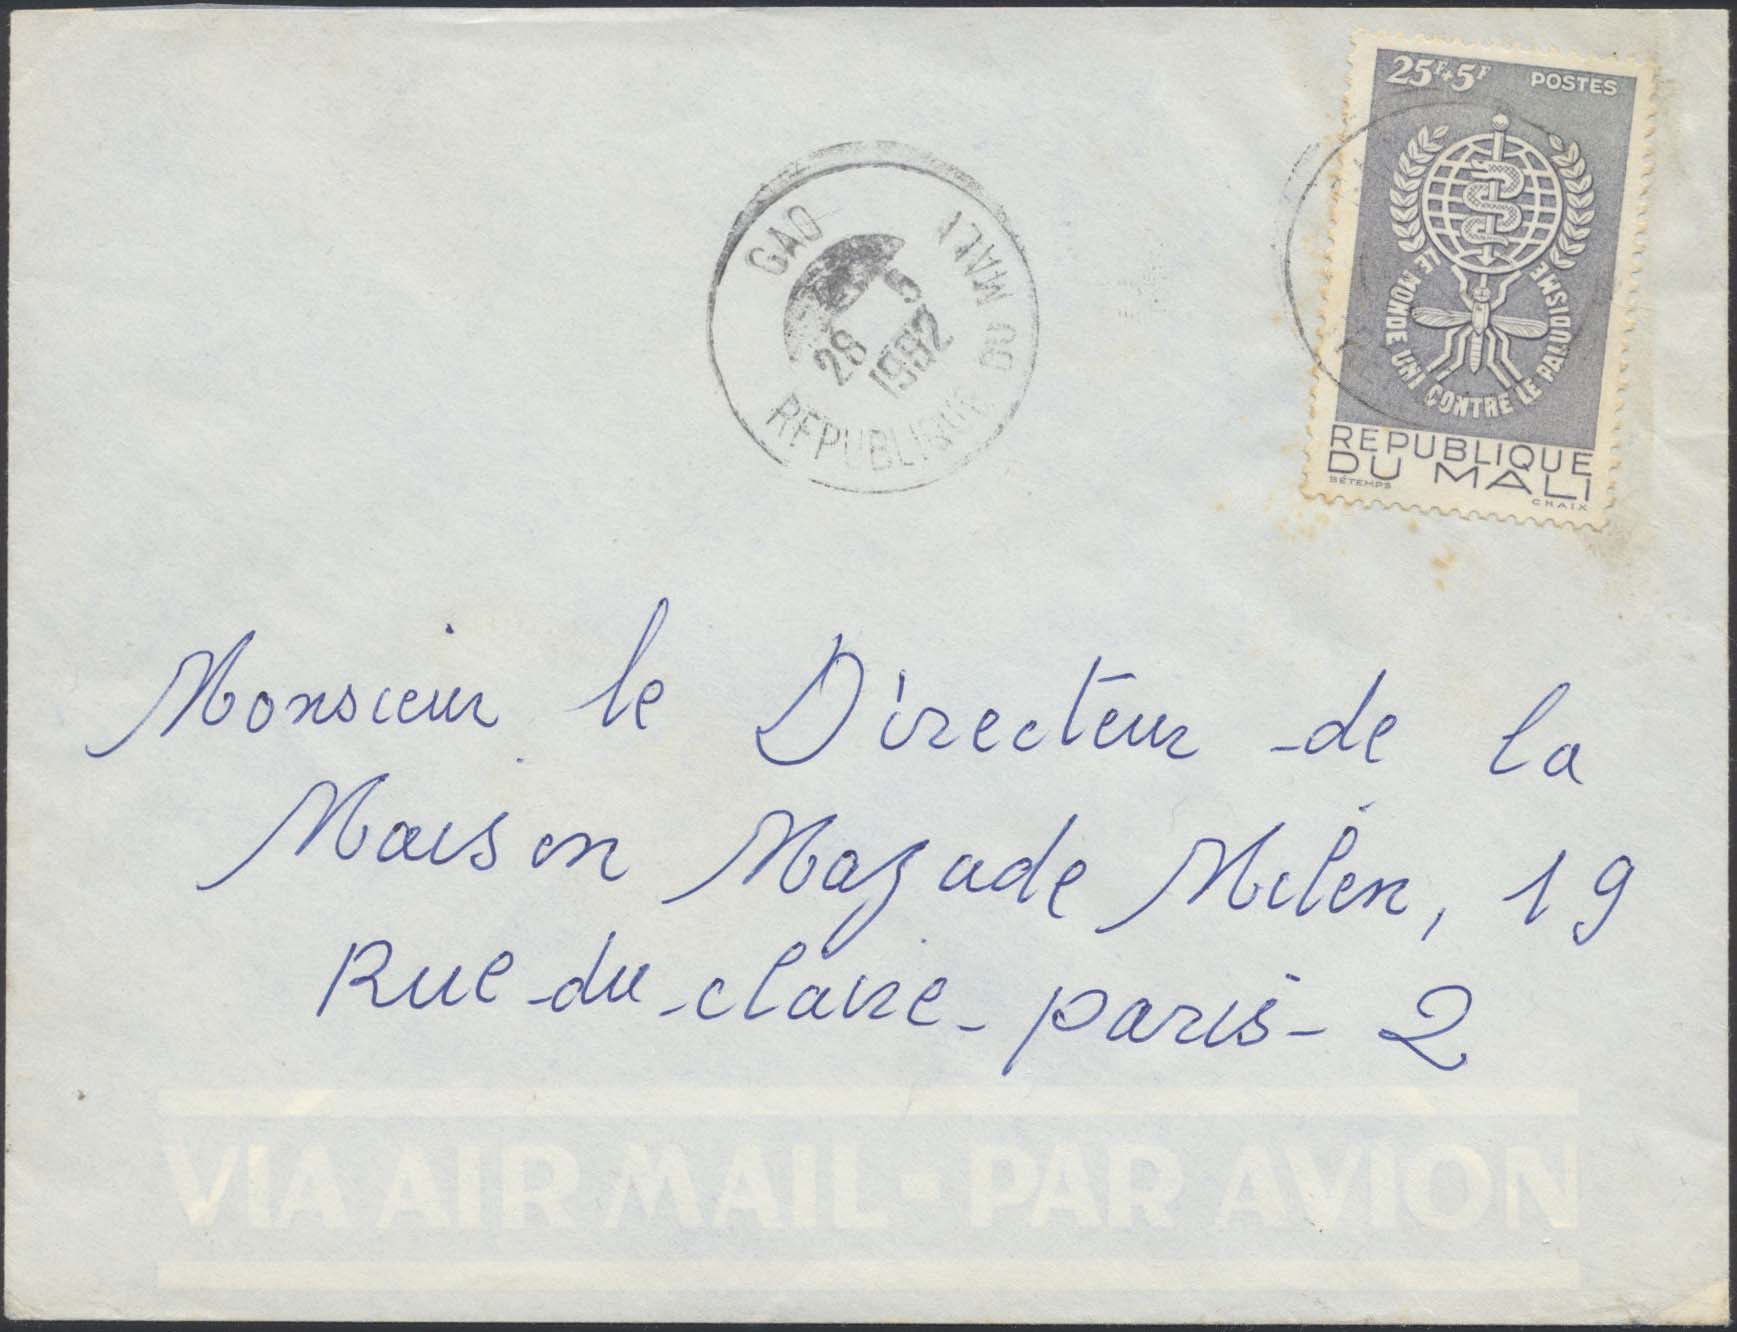 25F+5F POSTES
LE MONDE UNI CONTRE LE PALUDISME
REPUBLIQUE
DU MALI
BÉTEMPS CHAIX
GAO
28 5
1962
REPUBLIQUE DU MALI
Monsieur le Directeur de la
Maison Mazade Milen, 19
Rue du claire - paris - 2
VIA AIR MAIL - PAR AVION